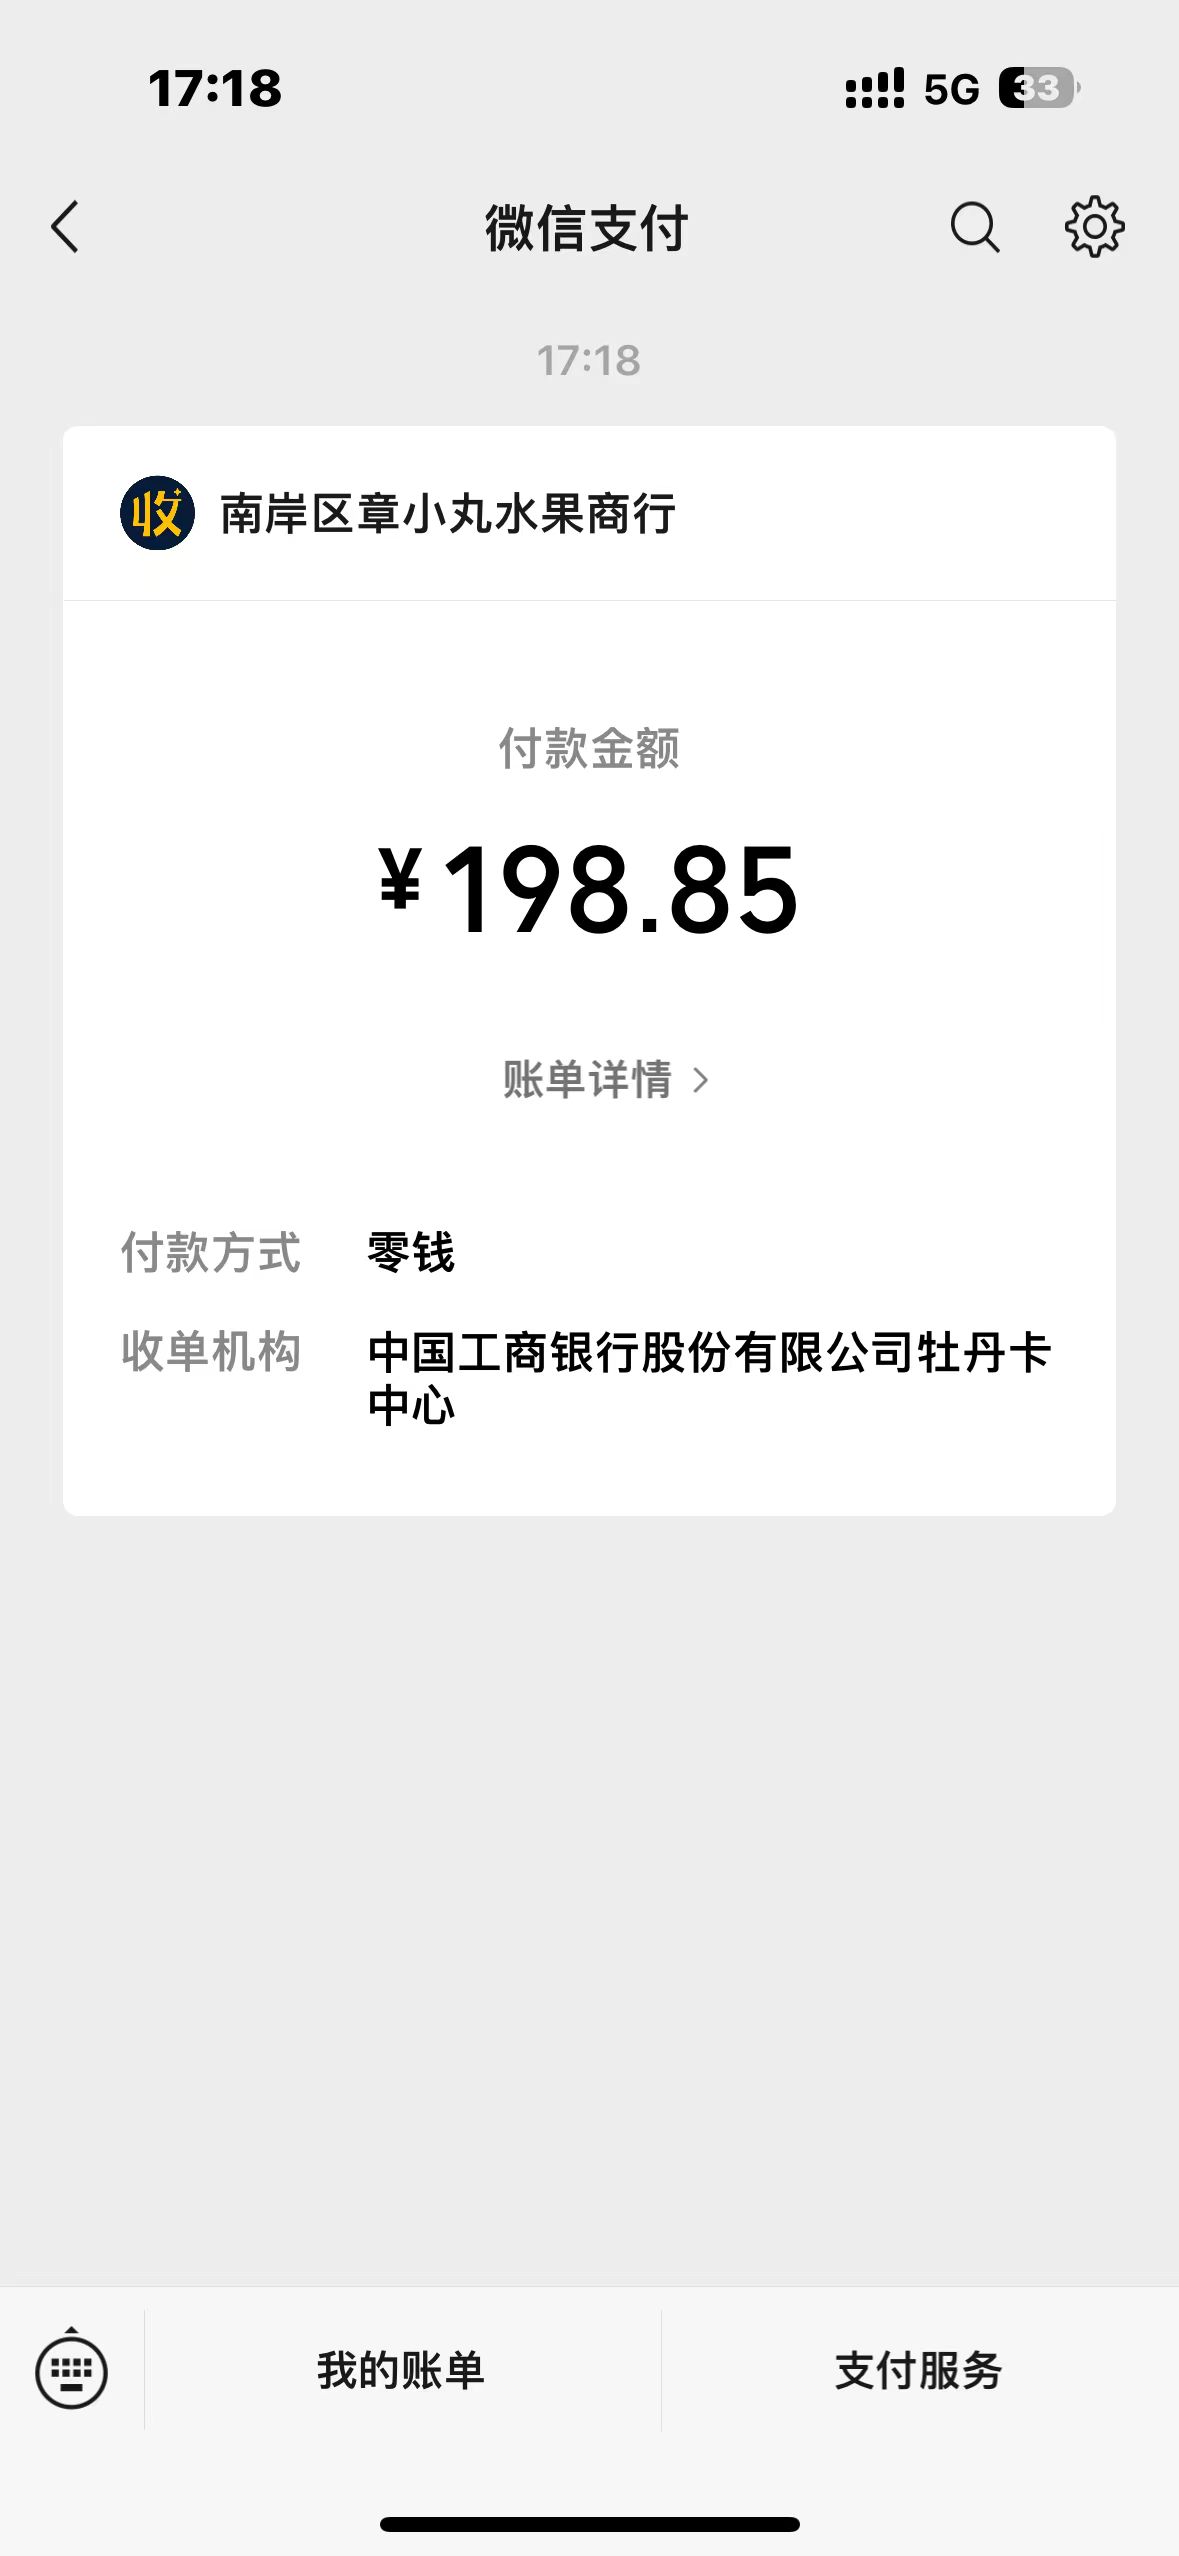 17:18
5G 33
微信支付
17:18
收 南岸区章小丸水果商行
付款金额
¥198.85
账单详情
付款方式 零钱
收单机构 中国工商银行股份有限公司牡丹卡
中心
我的账单 支付服务